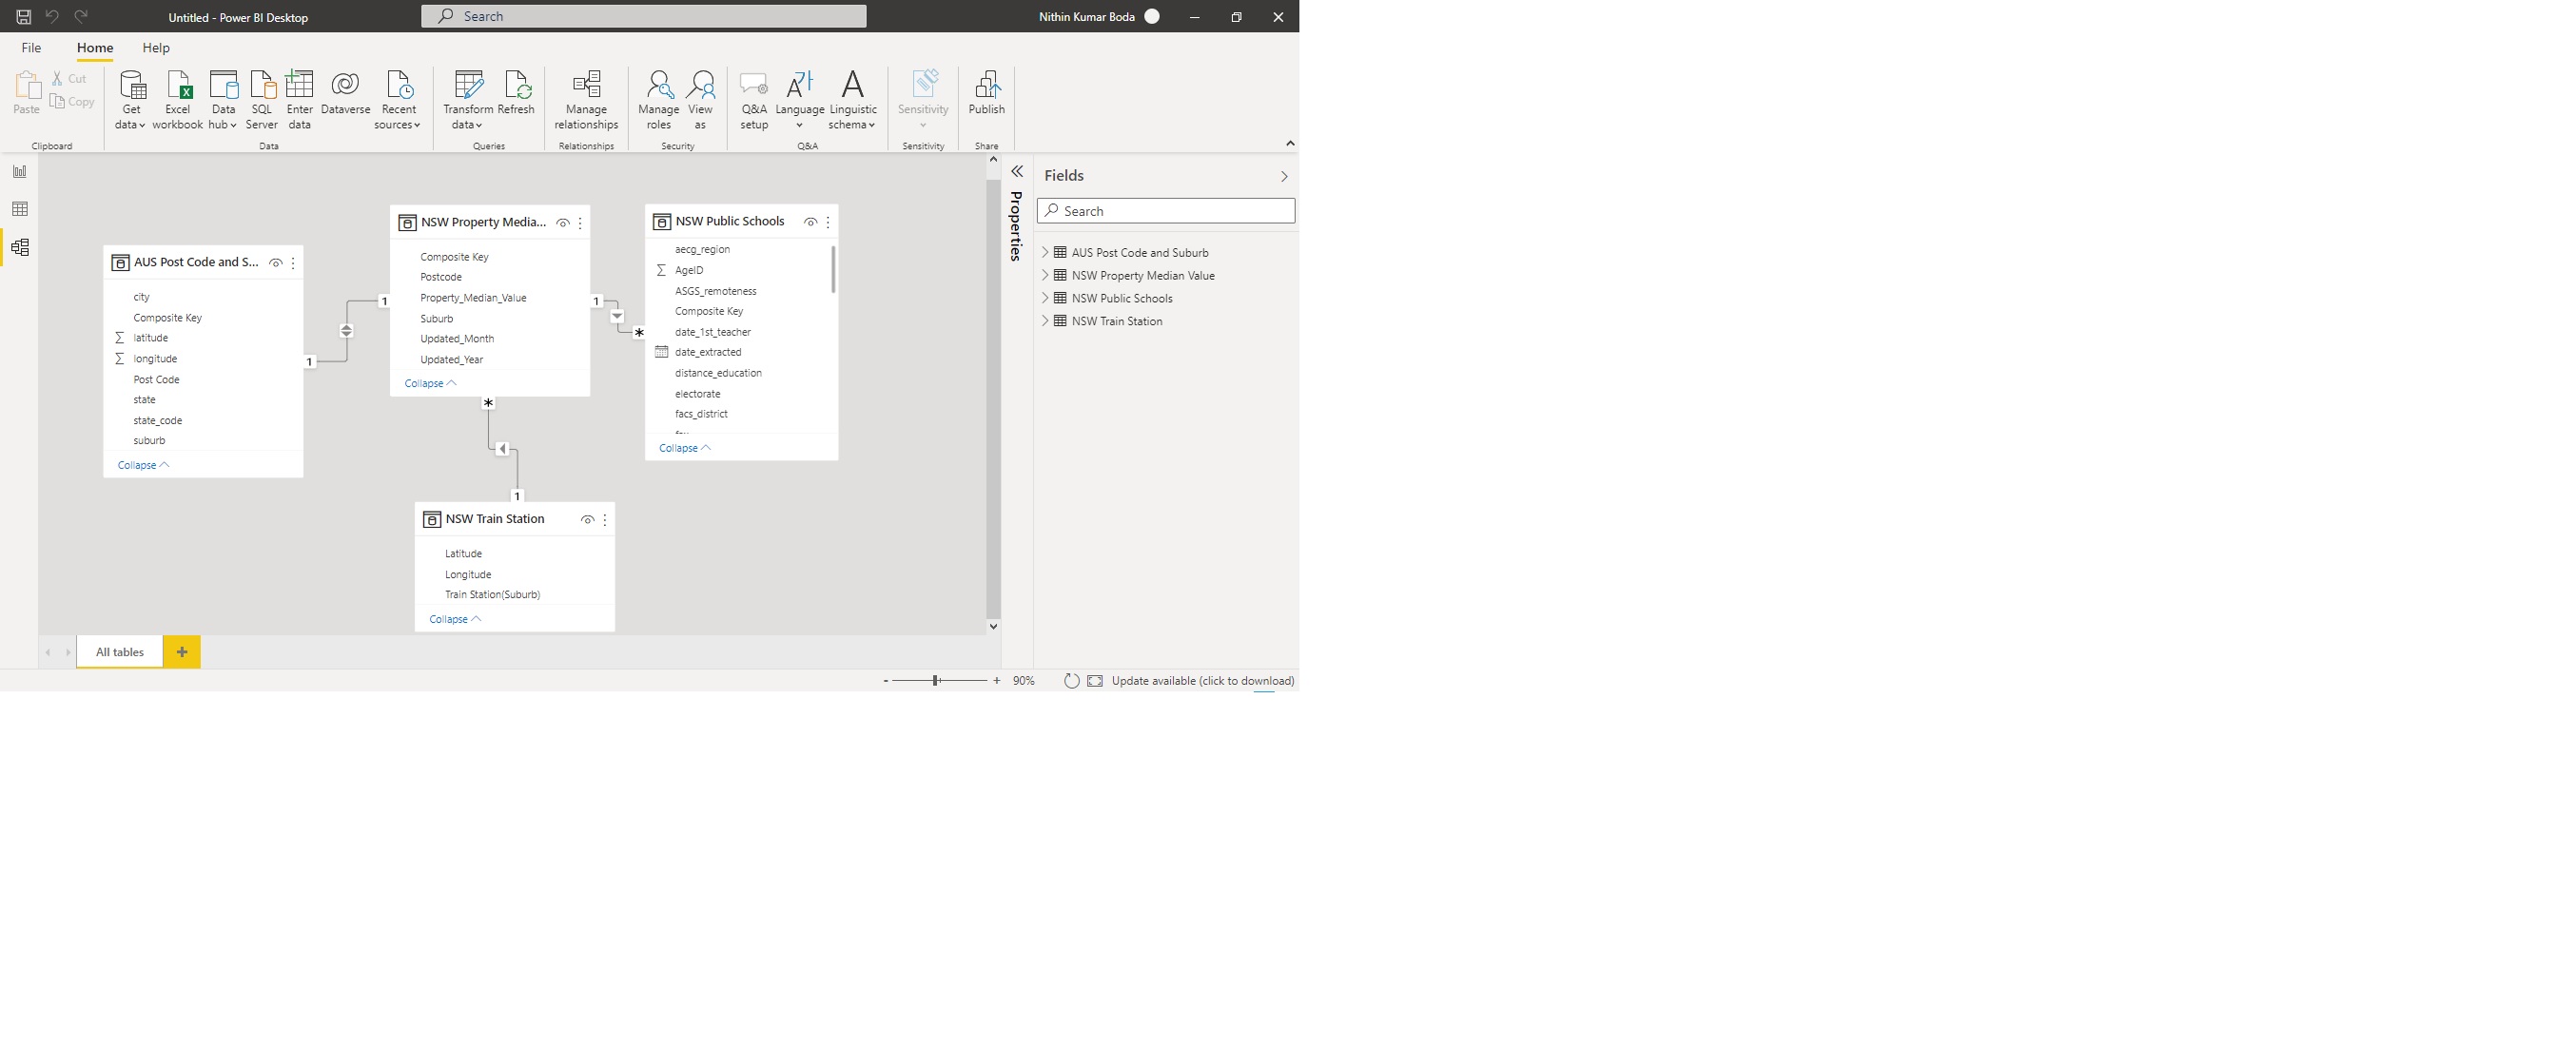 Untitled - Power BI Desktop
Search
Nithin Kumar Boda
File Home Help
Paste
Cut
Copy
Clipboard
Get data
Excel workbook
Data hub
SQL Server
Enter data
Dataverse
Recent sources
Data
Transform data
Refresh
Queries
Manage relationships
Relationships
Manage roles
View as
Security
Q&A setup
Language
Linguistic schema
Q&A
Sensitivity
Sensitivity
Publish
Share
AUS Post Code and S...
city
Composite Key
latitude
longitude
Post Code
state
state_code
suburb
Collapse
1
1
NSW Property Media...
Composite Key
Postcode
Property_Median_Value
Suburb
Updated_Month
Updated_Year
Collapse
1
*
*
1
NSW Public Schools
aecg_region
AgeID
ASGS_remoteness
Composite Key
date_1st_teacher
date_extracted
distance_education
electorate
facs_district
Collapse
NSW Train Station
Latitude
Longitude
Train Station(Suburb)
Collapse
Properties
Fields
Search
AUS Post Code and Suburb
NSW Property Median Value
NSW Public Schools
NSW Train Station
All tables
+
- + 90%
Update available (click to download)